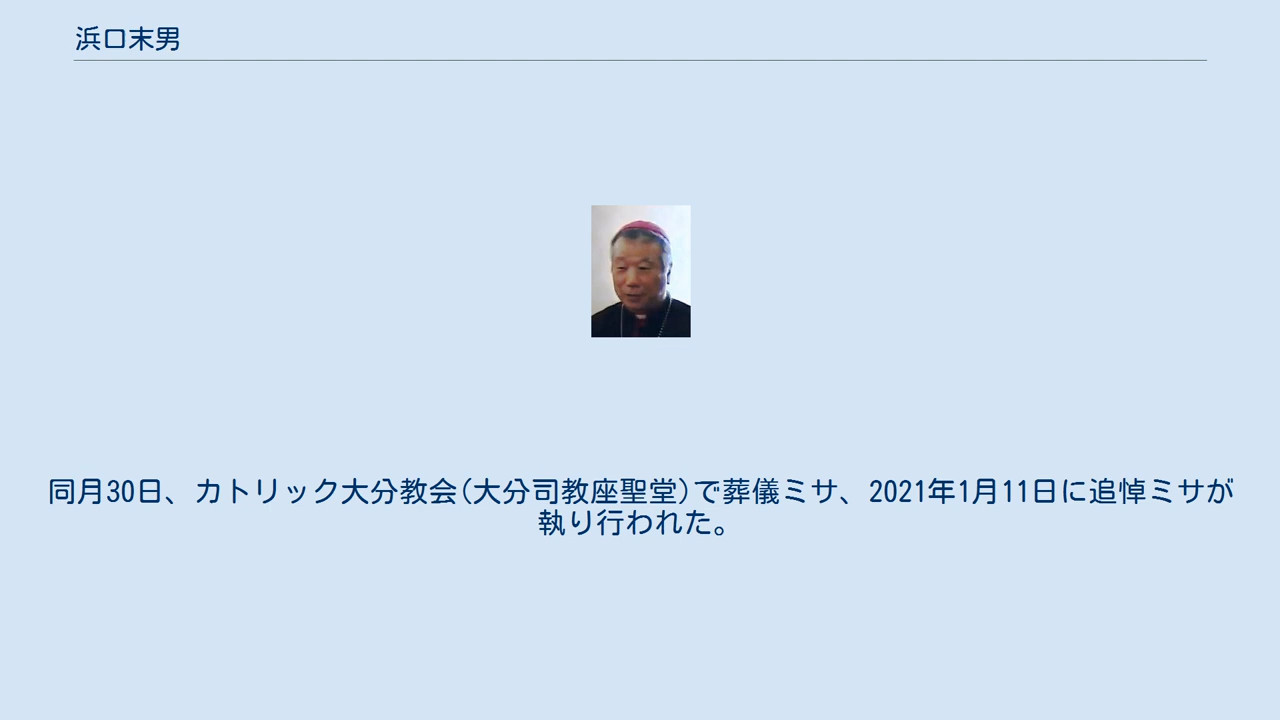 浜口末男
同月30日、カトリック大分教会(大分司教座聖堂)で葬儀ミサ、2021年1月11日に追悼ミサが
執り行われた。